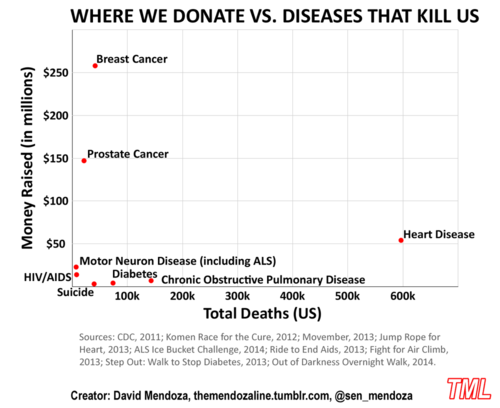 WHERE WE DONATE VS. DISEASES THAT KILL US
Money Raised (in millions)
$250
$200
$150
$100
$50
Breast Cancer
Prostate Cancer
Heart Disease
Motor Neuron Disease (including ALS)
HIV/AIDS
Diabetes
Chronic Obstructive Pulmonary Disease
Suicide
100k
200k
300k
400k
500k
600k
Total Deaths (US)
Sources: CDC, 2011; Komen Race for the Cure, 2012; Movember, 2013; Jump Rope for
Heart, 2013; ALS Ice Bucket Challenge, 2014; Ride to End Aids, 2013; Fight for Air Climb,
2013; Step Out: Walk to Stop Diabetes, 2013; Out of Darkness Overnight Walk, 2014.
Creator: David Mendoza, themendozaline.tumblr.com, @sen_mendoza
TML